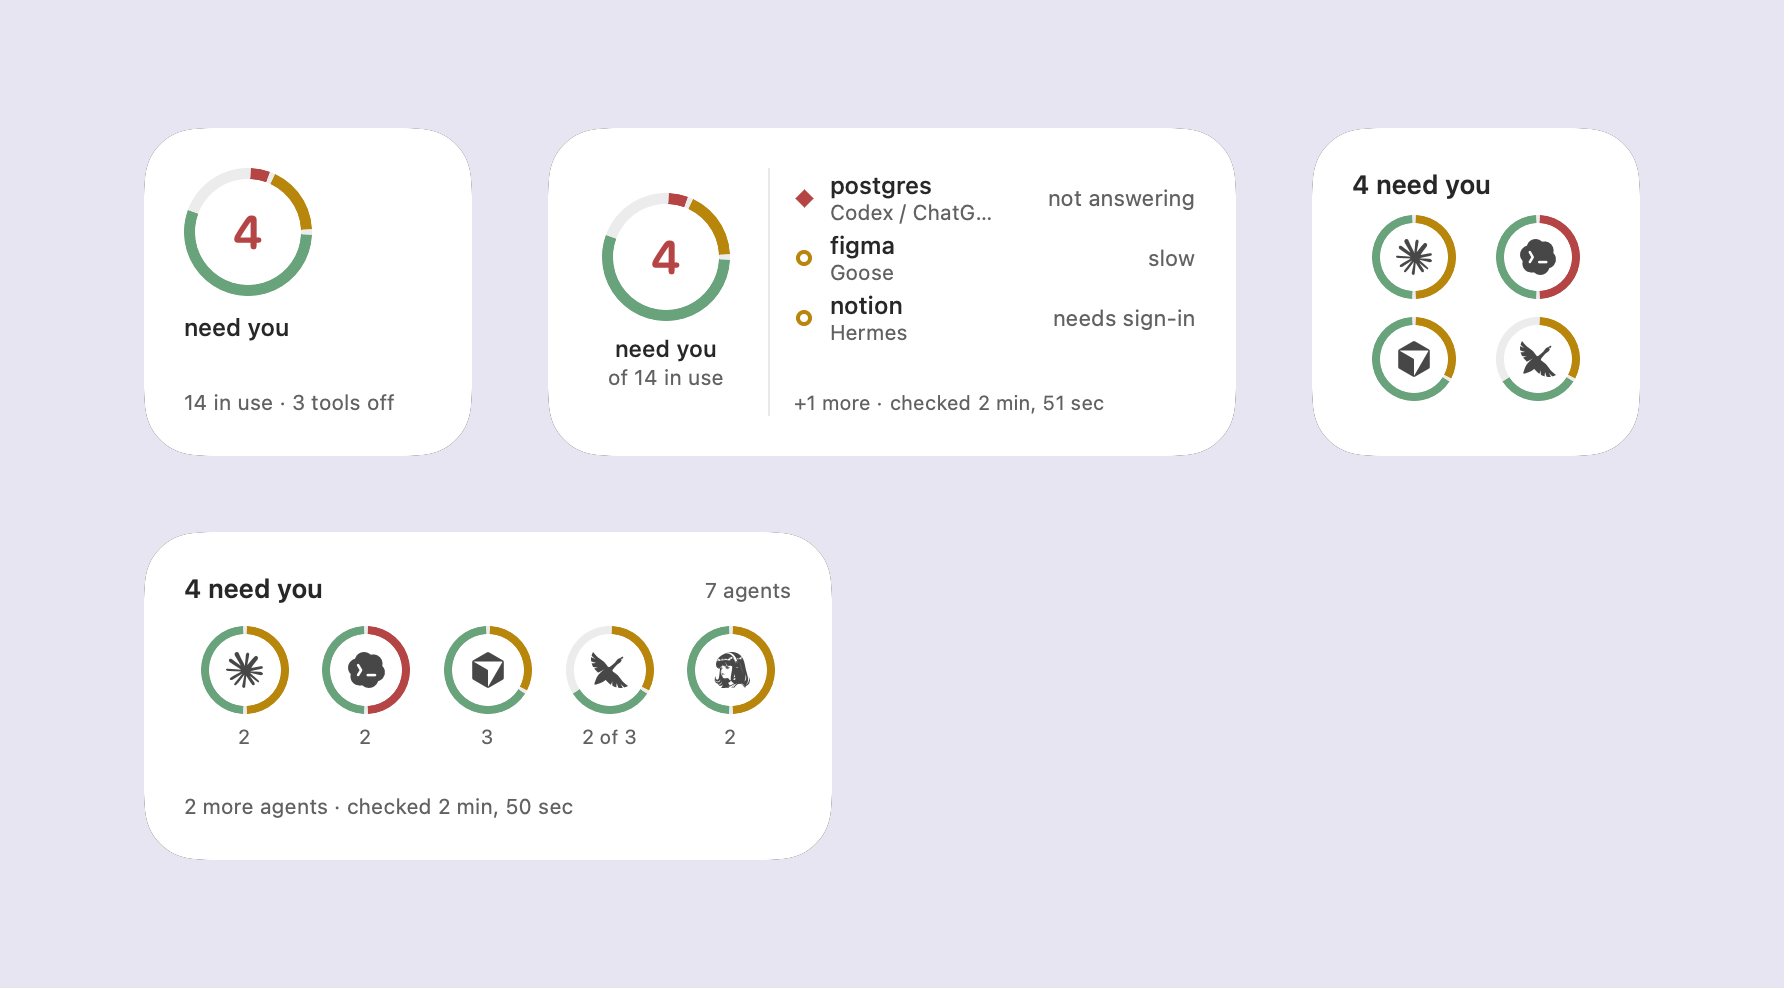 4
need you
14 in use · 3 tools off
4
need you
of 14 in use
postgres
Codex / ChatG...
not answering
figma
Goose
slow
notion
Hermes
needs sign-in
+1 more · checked 2 min, 51 sec
4 need you
4 need you
7 agents
2
2
3
2 of 3
2
2 more agents · checked 2 min, 50 sec